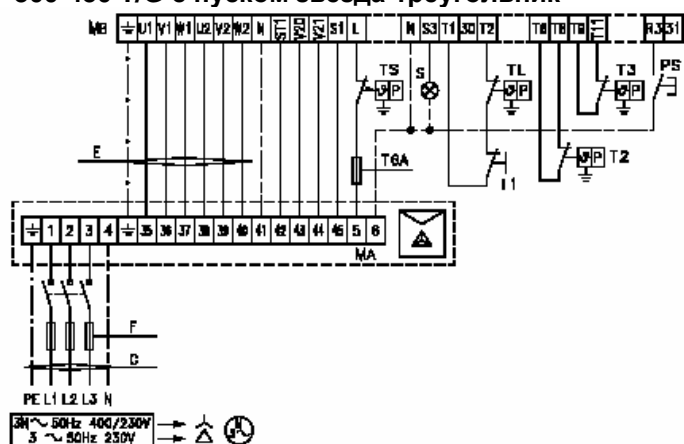 380-450 T/G с пуском звезда-треугольник
MB ⏚ U1 V1 W1 U2 V2 W2 N ST1 V20 V21 S1 L N S3 T1 30 T2 T6 T8 T9 T11 R3 31
TS S TL T3 PS
P P P
E T6A I1 P T2
⏚ 1 2 3 4 ⏚ 35 36 37 38 39 40 41 42 43 44 45 5 6
MA
F
D
PE L1 L2 L3 N
3N ~ 50Hz 400/230V
3 ~ 50Hz 230V
M